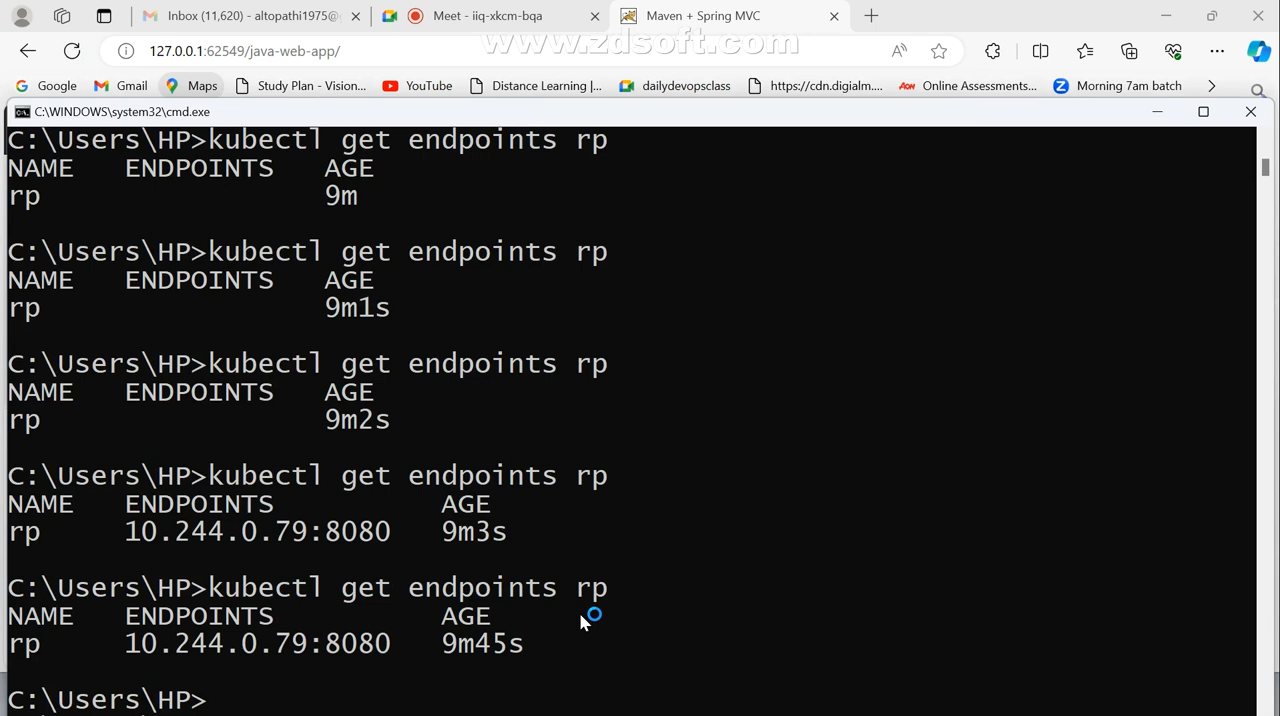 Inbox (11,620) - altopathi1975@g
Meet - iiq-xkcm-bqa
Maven + Spring MVC
127.0.0.1:62549/java-web-app/
www.zdsoft.com
Google
Gmail
Maps
Study Plan - Vision...
YouTube
Distance Learning |...
dailydevopsclass
https://cdn.digialm....
AON
Online Assessments...
Morning 7am batch
C:\WINDOWS\system32\cmd.exe
C:\Users\HP>kubectl get endpoints rp
NAME ENDPOINTS AGE
rp 9m
C:\Users\HP>kubectl get endpoints rp
NAME ENDPOINTS AGE
rp 9m1s
C:\Users\HP>kubectl get endpoints rp
NAME ENDPOINTS AGE
rp 9m2s
C:\Users\HP>kubectl get endpoints rp
NAME ENDPOINTS AGE
rp 10.244.0.79:8080 9m3s
C:\Users\HP>kubectl get endpoints rp
NAME ENDPOINTS AGE
rp 10.244.0.79:8080 9m45s
C:\Users\HP>